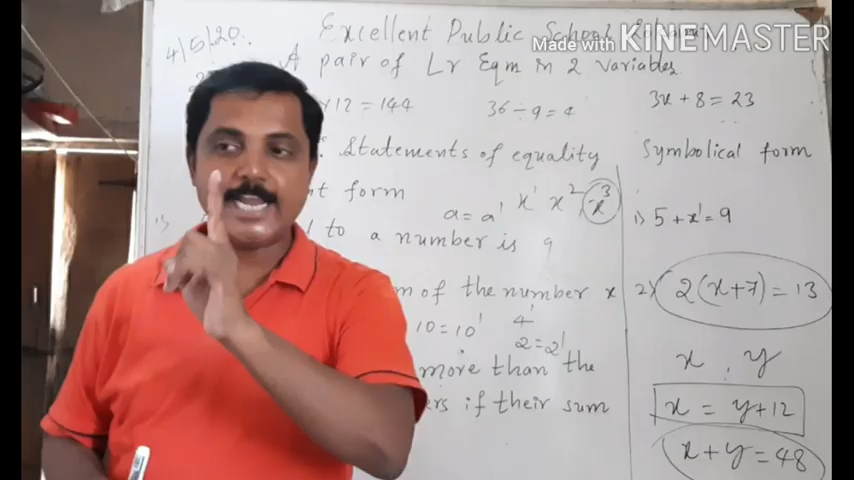 4/5/20. Excellent Public School
Made with KINEMASTER
A pair of Lr Eqm in 2 variables
12 = 144 36 ÷ 9 = 4 3x + 8 = 23
Statements of equality Symbolical form
form a = a¹ x¹ x² x³
to a number is 9 1) 5 + x¹ = 9
of the number x 2) 2(x+7) = 13
10 = 10¹ 4¹
2 = 2¹
more than the x , y
if their sum x = y+12
x + y = 48